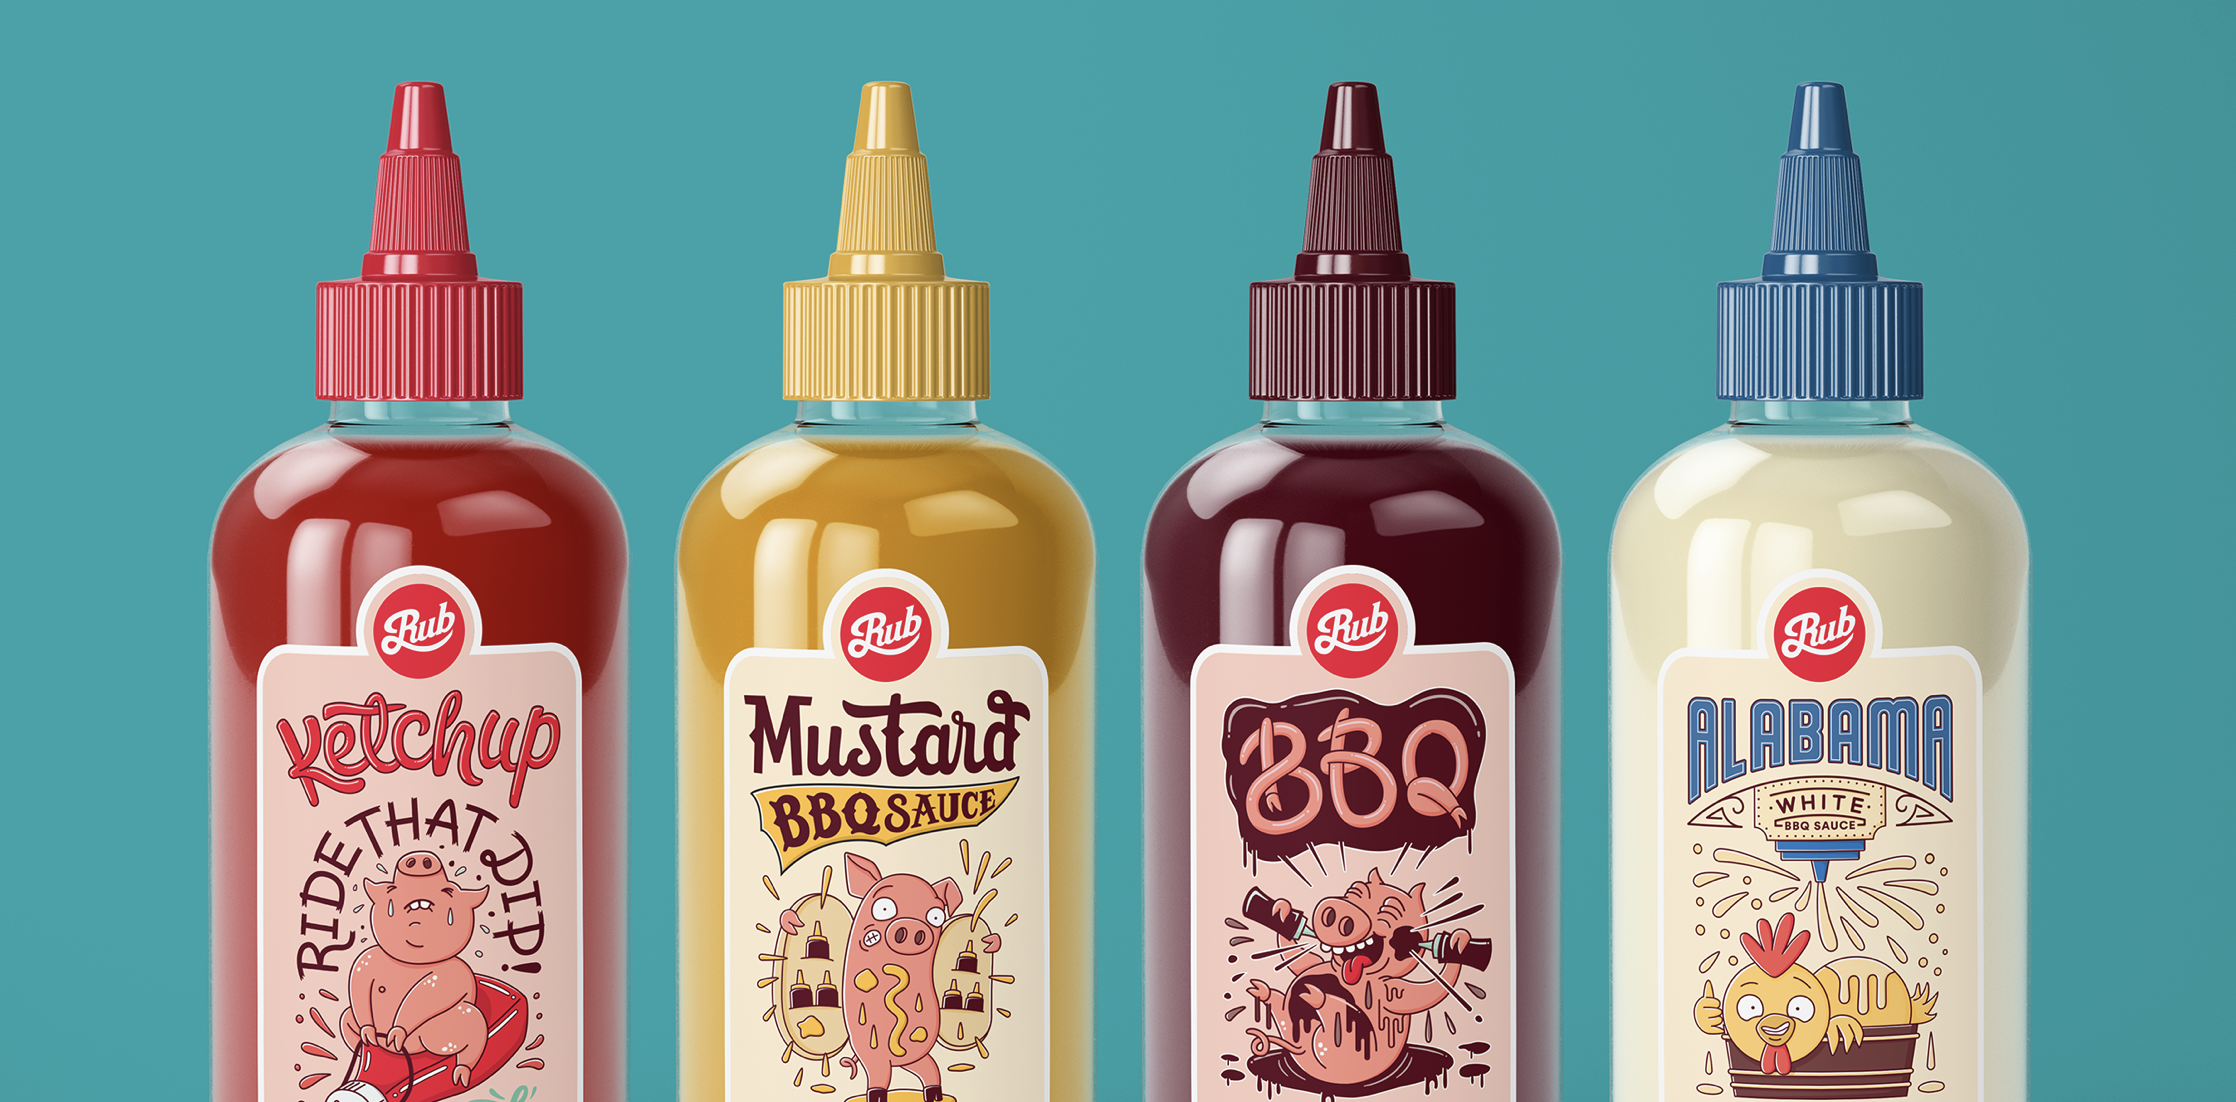 Rub
Ketchup
RIDE THAT DIP!
Rub
Mustard
BBQ SAUCE
Rub
BBQ
Rub
ALABAMA
WHITE
BBQ SAUCE